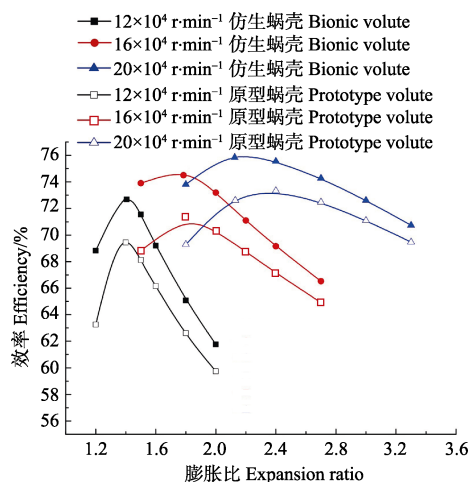 12×10⁴ r·min⁻¹ 仿生蜗壳 Bionic volute
16×10⁴ r·min⁻¹ 仿生蜗壳 Bionic volute
20×10⁴ r·min⁻¹ 仿生蜗壳 Bionic volute
12×10⁴ r·min⁻¹ 原型蜗壳 Prototype volute
16×10⁴ r·min⁻¹ 原型蜗壳 Prototype volute
20×10⁴ r·min⁻¹ 原型蜗壳 Prototype volute
效率 Efficiency/%
76
74
72
70
68
66
64
62
60
58
56
1.2 1.6 2.0 2.4 2.8 3.2 3.6
膨胀比 Expansion ratio